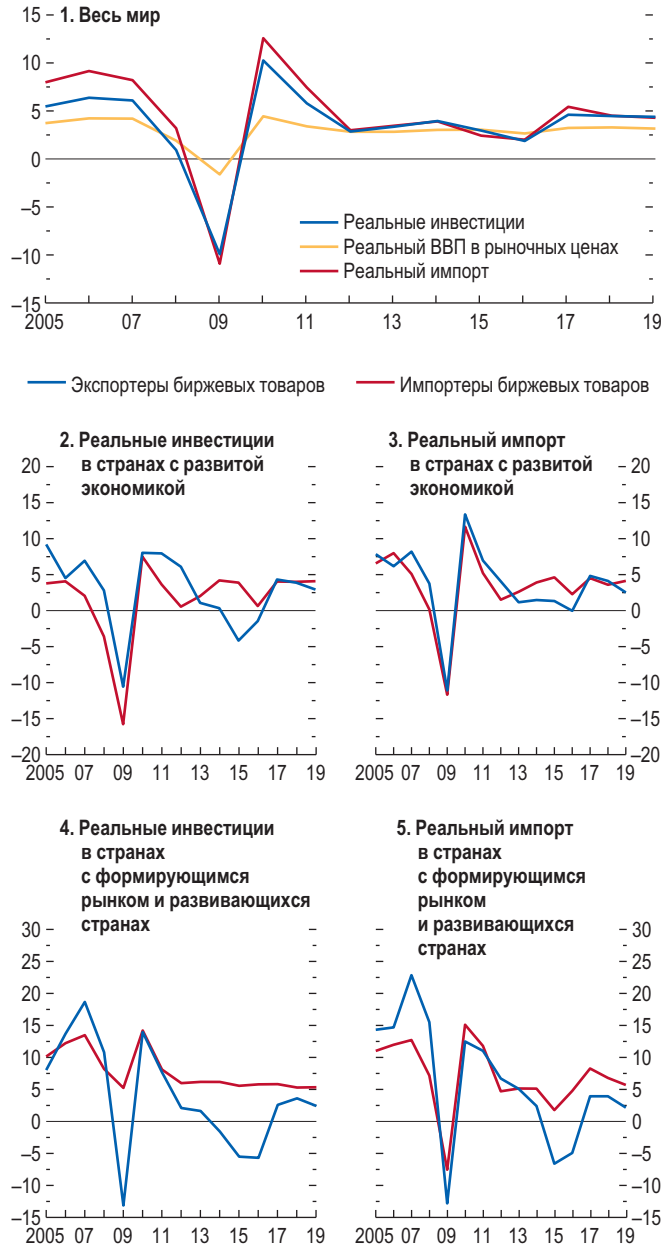 1. Весь мир
15
10
5
0
–5
–10
–15
Реальные инвестиции
Реальный ВВП в рыночных ценах
Реальный импорт
2005 07 09 11 13 15 17 19
Экспортеры биржевых товаров Импортеры биржевых товаров
2. Реальные инвестиции
в странах с развитой
экономикой
20
15
10
5
0
–5
–10
–15
–20
2005 07 09 11 13 15 17 19
3. Реальный импорт
в странах с развитой
экономикой
20
15
10
5
0
–5
–10
–15
–20
2005 07 09 11 13 15 17 19
4. Реальные инвестиции
в странах
с формирующимся
рынком и развивающихся
странах
30
25
20
15
10
5
0
–5
–10
–15
2005 07 09 11 13 15 17 19
5. Реальный импорт
в странах
с формирующимся
рынком
и развивающихся
странах
30
25
20
15
10
5
0
–5
–10
–15
2005 07 09 11 13 15 17 19